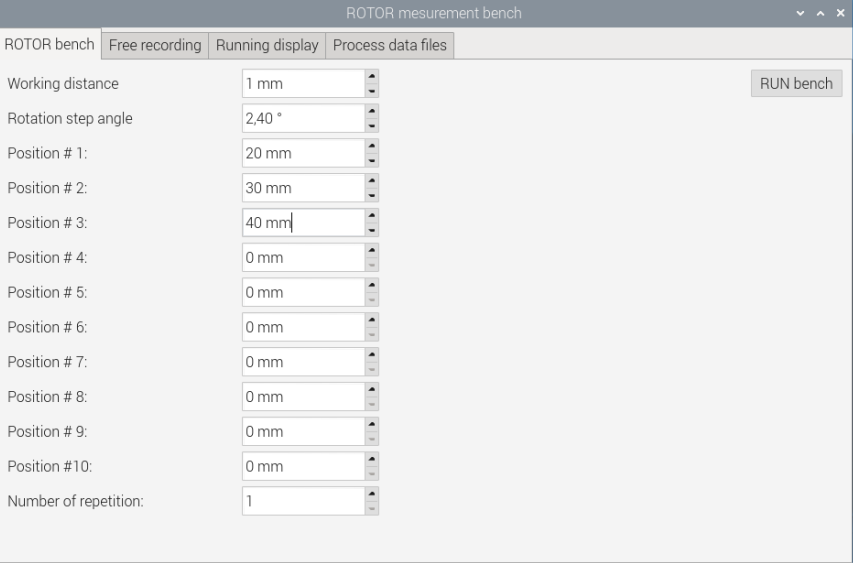 ROTOR mesurement bench
ROTOR bench Free recording Running display Process data files
Working distance 1 mm RUN bench
Rotation step angle 2,40 °
Position # 1: 20 mm
Position # 2: 30 mm
Position # 3: 40 mm
Position # 4: 0 mm
Position # 5: 0 mm
Position # 6: 0 mm
Position # 7: 0 mm
Position # 8: 0 mm
Position # 9: 0 mm
Position #10: 0 mm
Number of repetition: 1